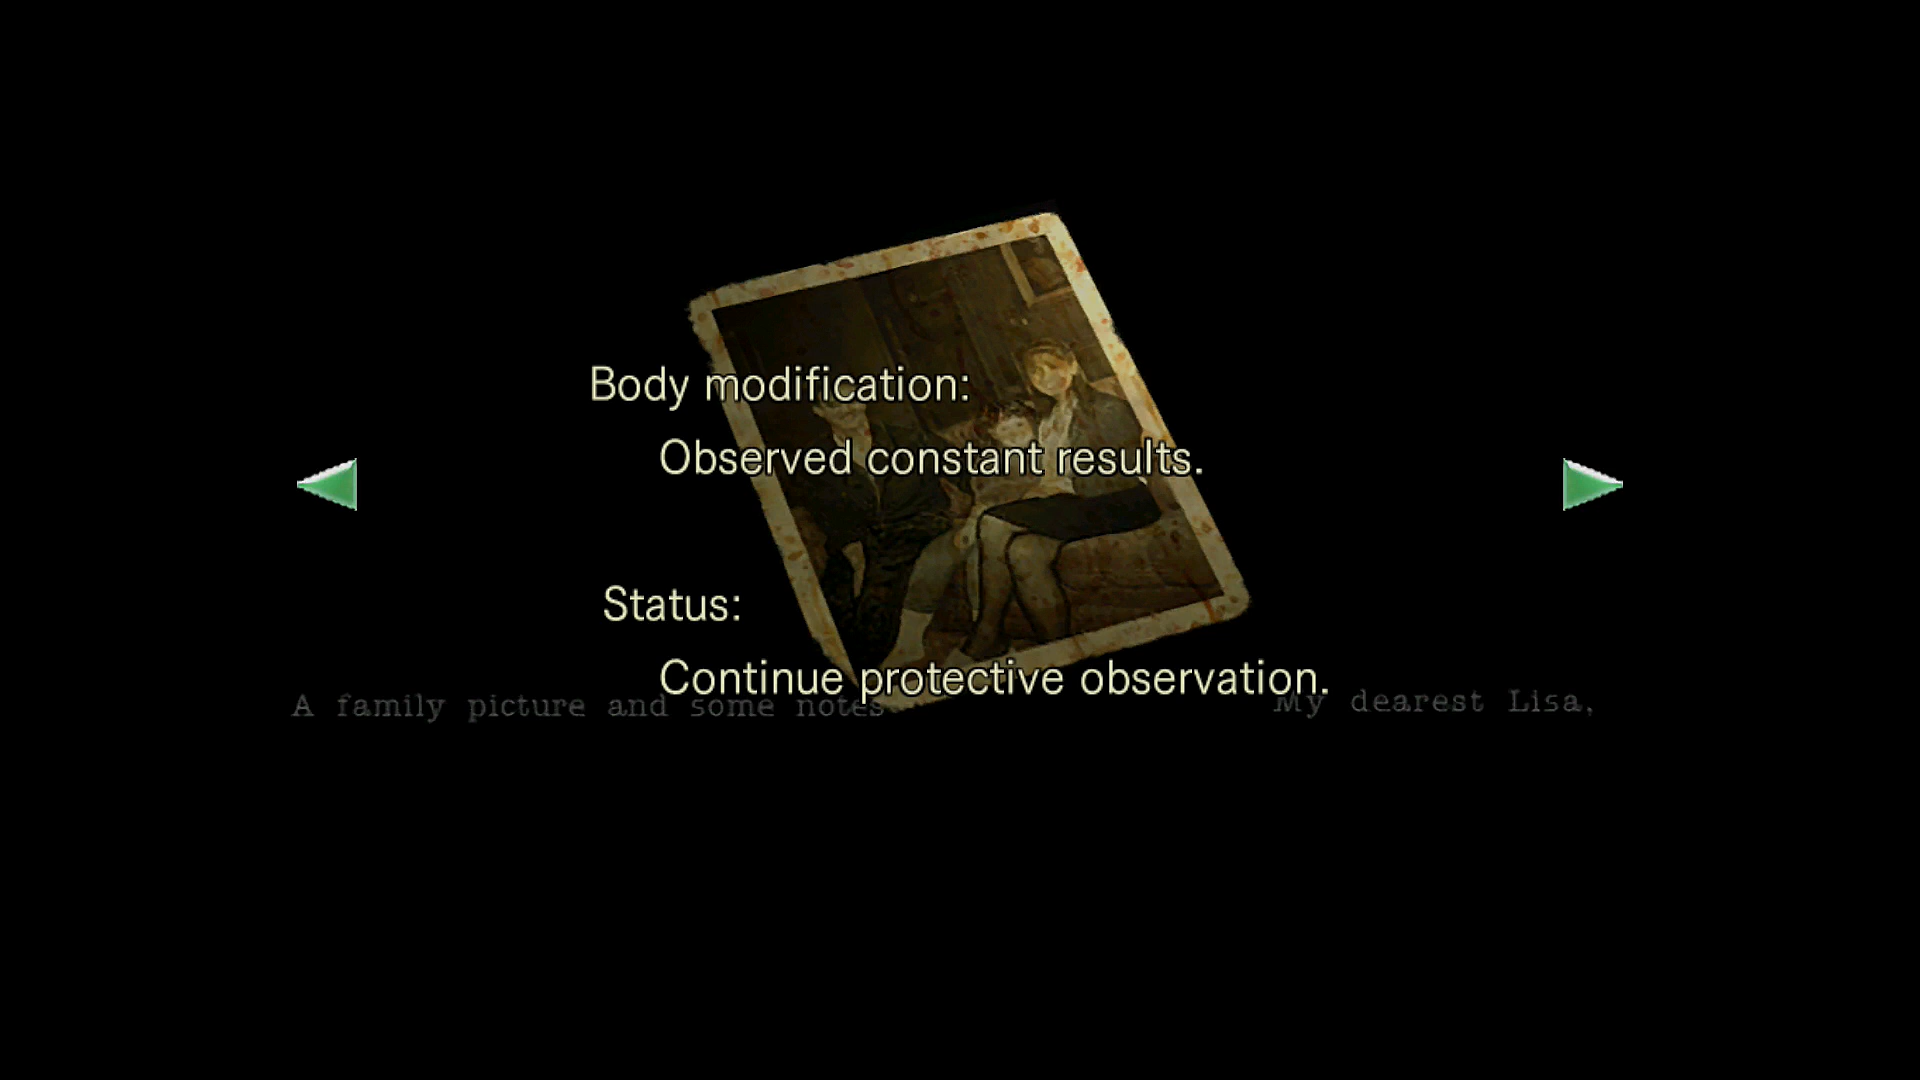 Body modification:
Observed constant results.
Status:
Continue protective observation.
A family picture and some notes
My dearest Lisa,